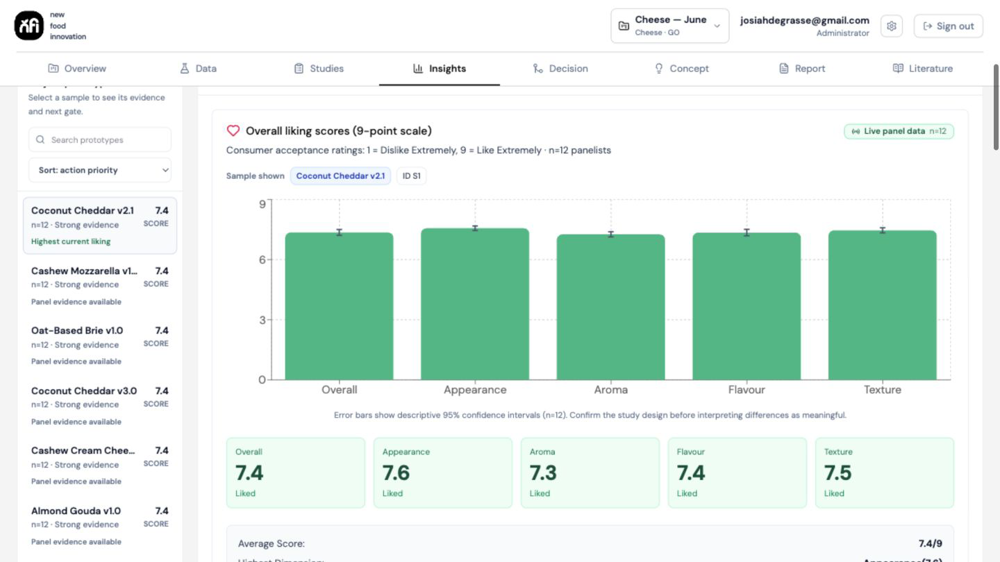 nfi
new
food
innovation
Cheese — June
Cheese · GO
josiahdegrasse@gmail.com
Administrator
Sign out
Overview
Data
Studies
Insights
Decision
Concept
Report
Literature
Select a sample to see its evidence
and next gate.
Search prototypes
Sort: action priority
Coconut Cheddar v2.1 7.4
n=12 · Strong evidence SCORE
Highest current liking
Cashew Mozzarella v1... 7.4
n=12 · Strong evidence SCORE
Panel evidence available
Oat-Based Brie v1.0 7.4
n=12 · Strong evidence SCORE
Panel evidence available
Coconut Cheddar v3.0 7.4
n=12 · Strong evidence SCORE
Panel evidence available
Cashew Cream Chee... 7.4
n=12 · Strong evidence SCORE
Panel evidence available
Almond Gouda v1.0 7.4
n=12 · Strong evidence SCORE
Panel evidence available
Overall liking scores (9-point scale)
Live panel data n=12
Consumer acceptance ratings: 1 = Dislike Extremely, 9 = Like Extremely · n=12 panelists
Sample shown Coconut Cheddar v2.1 ID S1
9
6
3
0
Overall Appearance Aroma Flavour Texture
Error bars show descriptive 95% confidence intervals (n=12). Confirm the study design before interpreting differences as meaningful.
Overall
7.4
Liked
Appearance
7.6
Liked
Aroma
7.3
Liked
Flavour
7.4
Liked
Texture
7.5
Liked
Average Score: 7.4/9
Highest Dimension: Appearance (7.6)